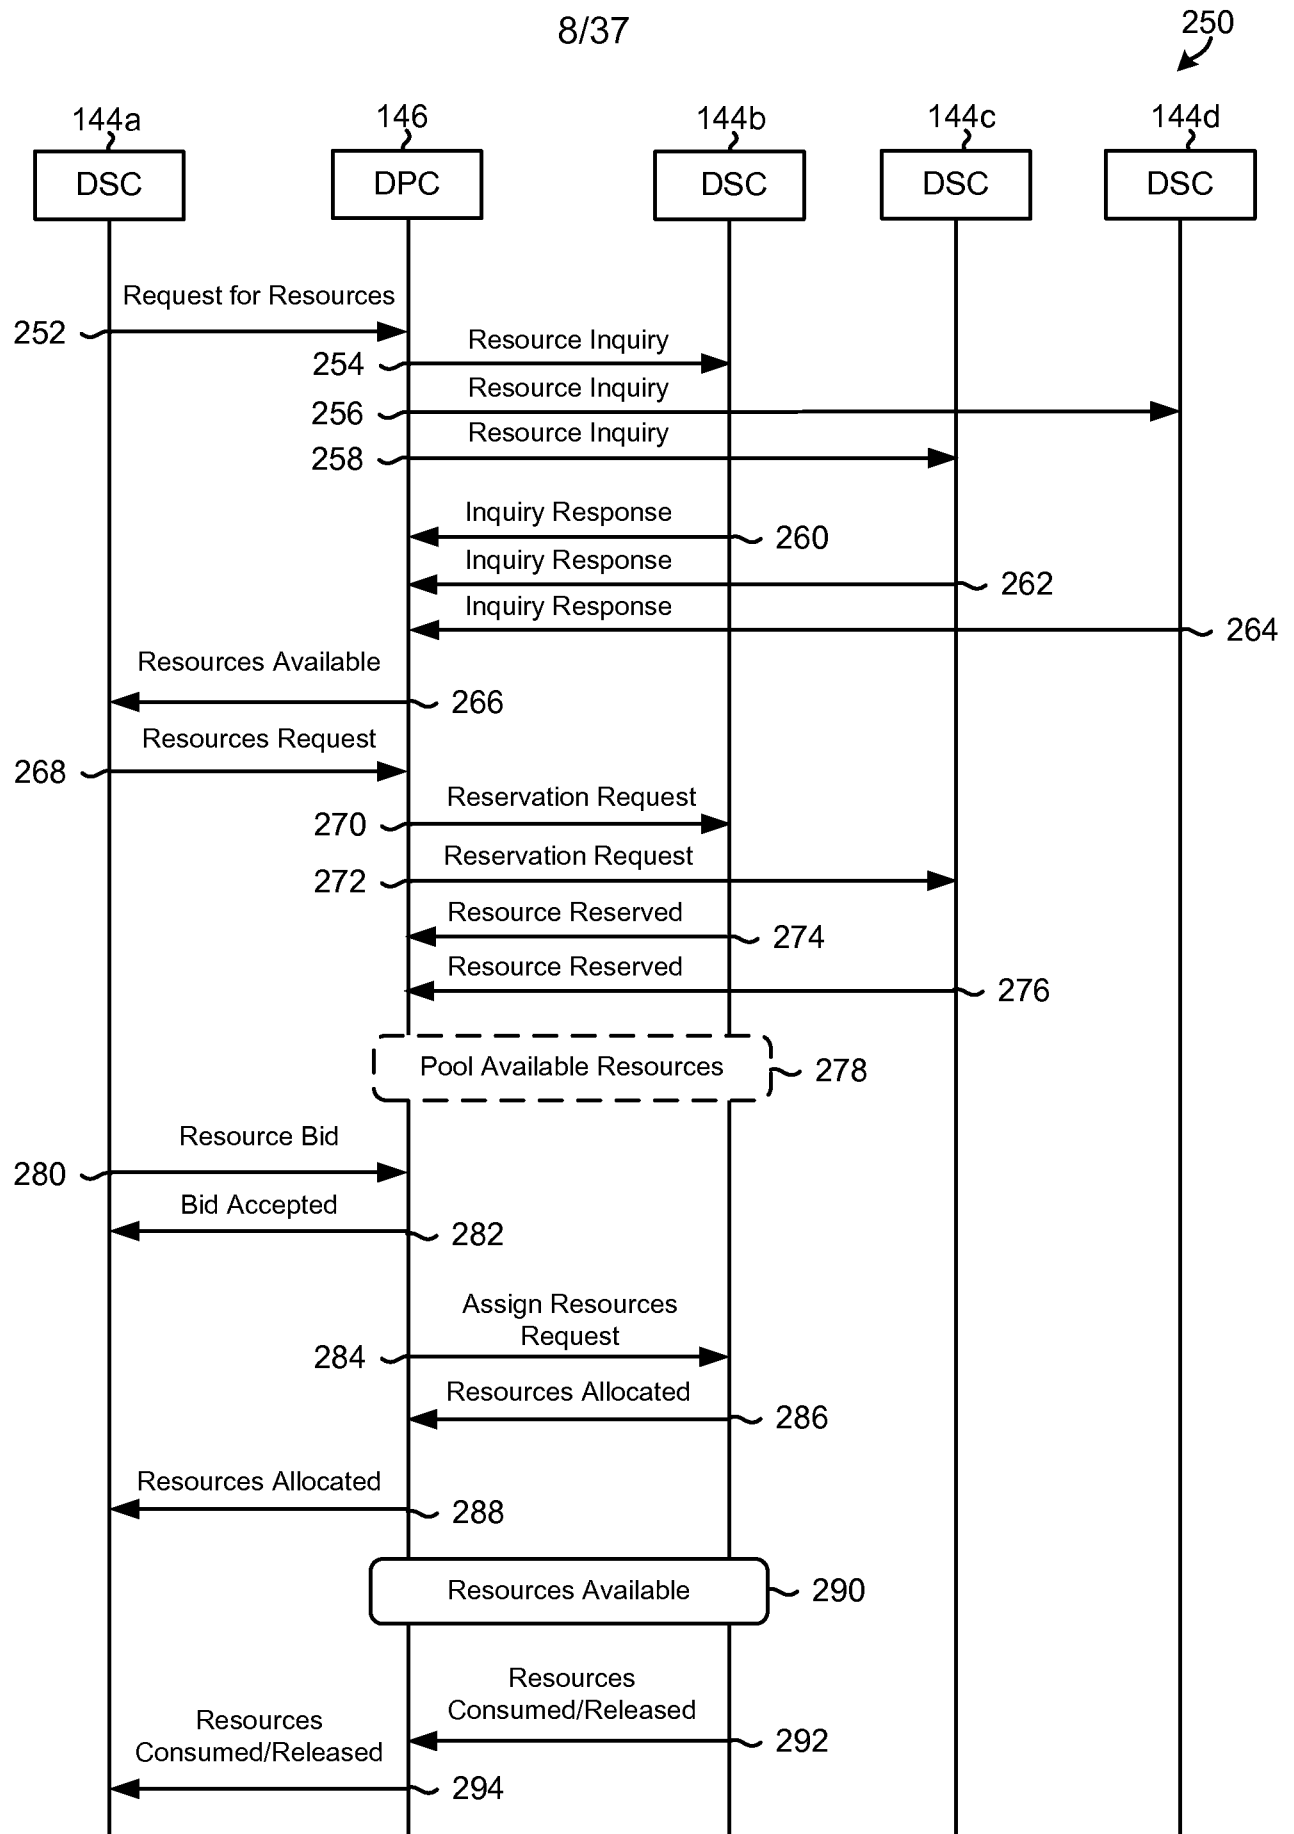 8/37
250
144a
146
144b
144c
144d
DSC
DPC
DSC
DSC
DSC
Request for Resources
252
Resource Inquiry
254
Resource Inquiry
256
Resource Inquiry
258
Inquiry Response
260
Inquiry Response
262
Inquiry Response
264
Resources Available
266
Resources Request
268
Reservation Request
270
Reservation Request
272
Resource Reserved
274
Resource Reserved
276
Pool Available Resources
278
Resource Bid
280
Bid Accepted
282
Assign Resources
Request
284
Resources Allocated
286
Resources Allocated
288
Resources Available
290
Resources
Consumed/Released
292
Resources
Consumed/Released
294